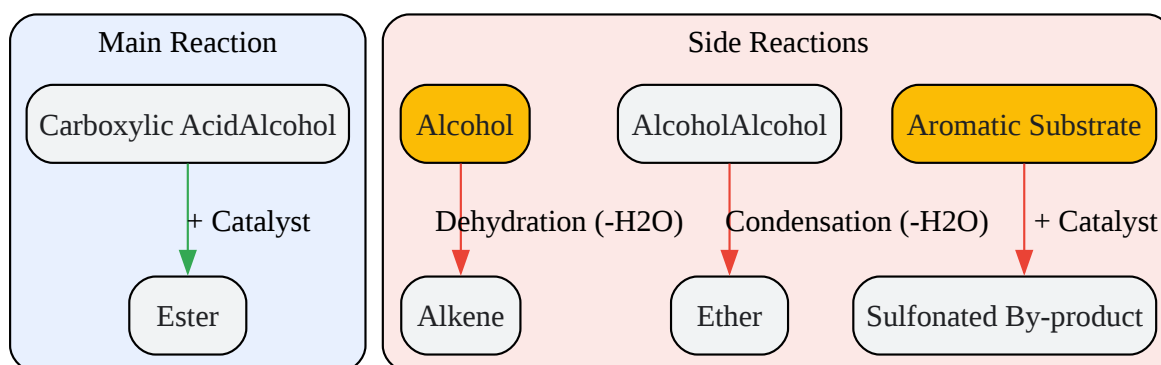 Main Reaction
Carboxylic AcidAlcohol
+ Catalyst
Ester
Side Reactions
Alcohol
Dehydration (-H2O)
Alkene
AlcoholAlcohol
Condensation (-H2O)
Ether
Aromatic Substrate
+ Catalyst
Sulfonated By-product